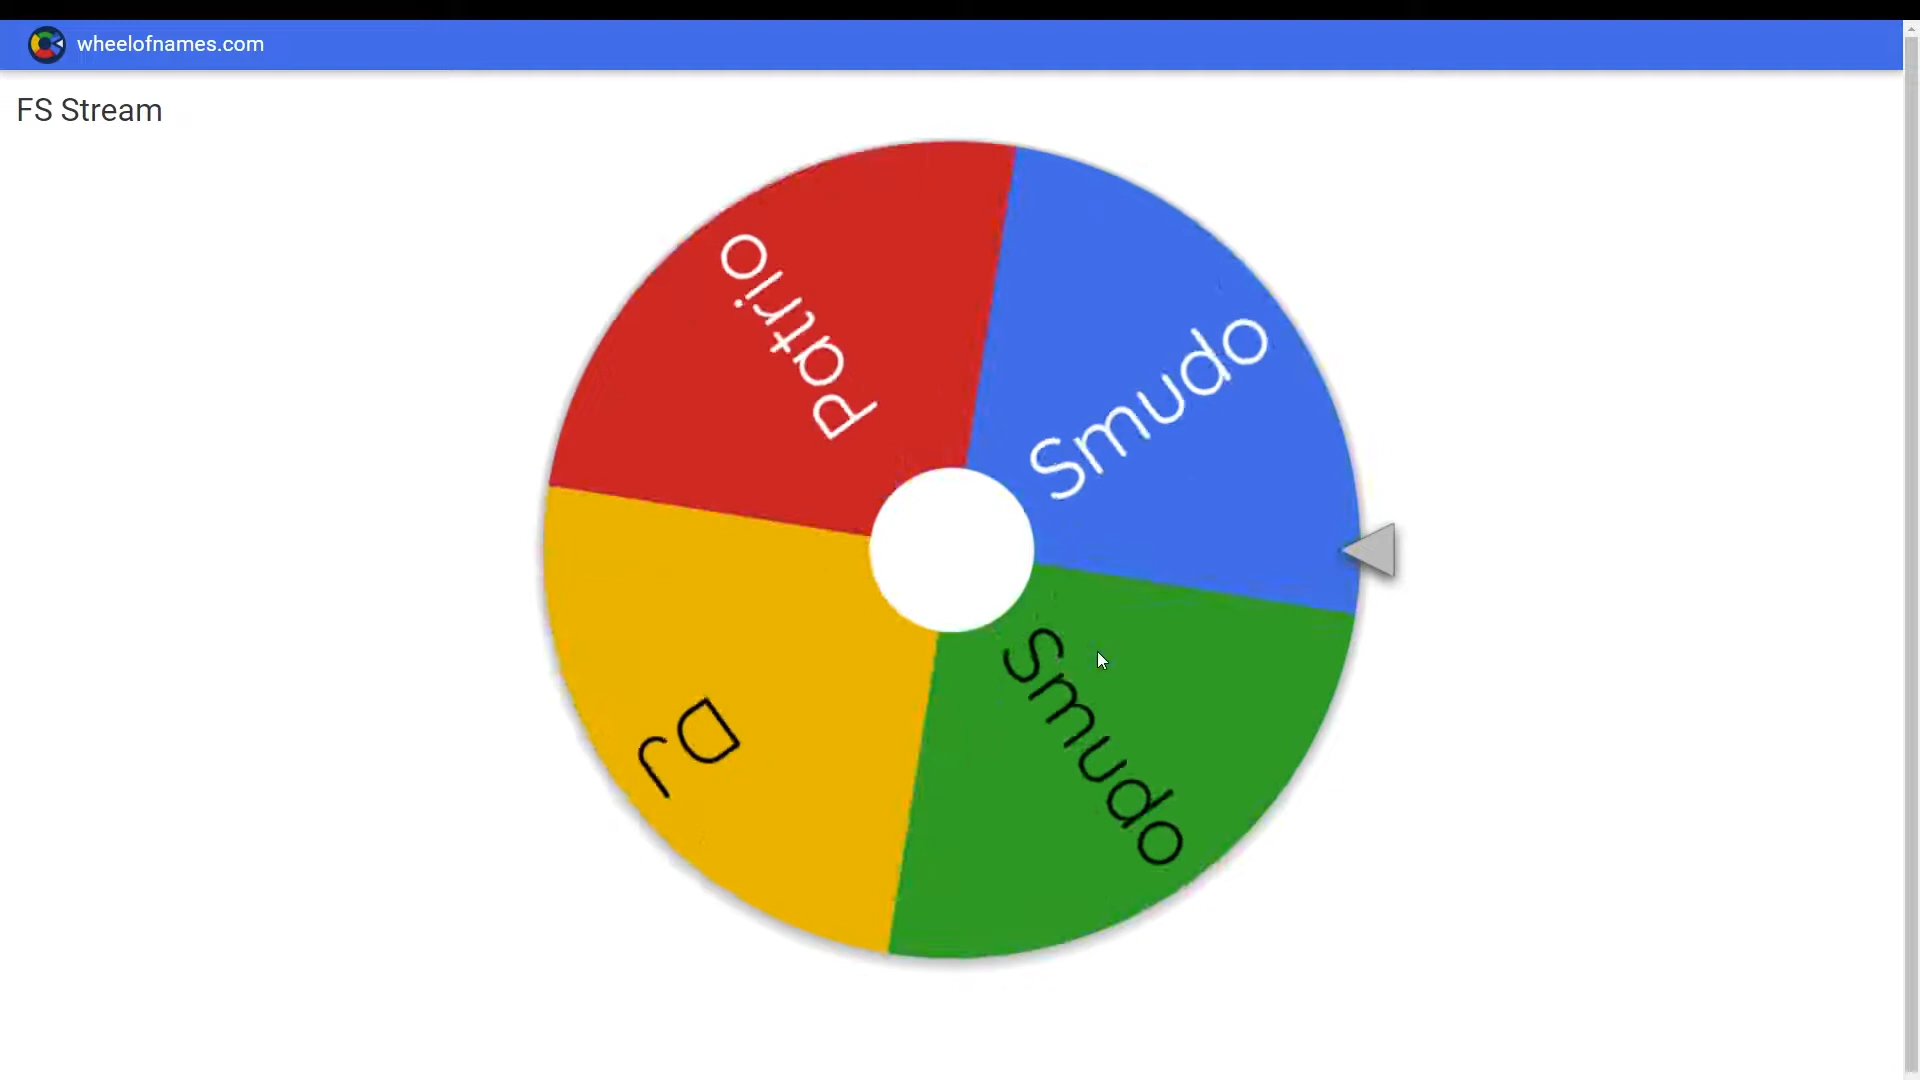 wheelofnames.com
FS Stream
Patrio
Smudo
DJ
Smudo